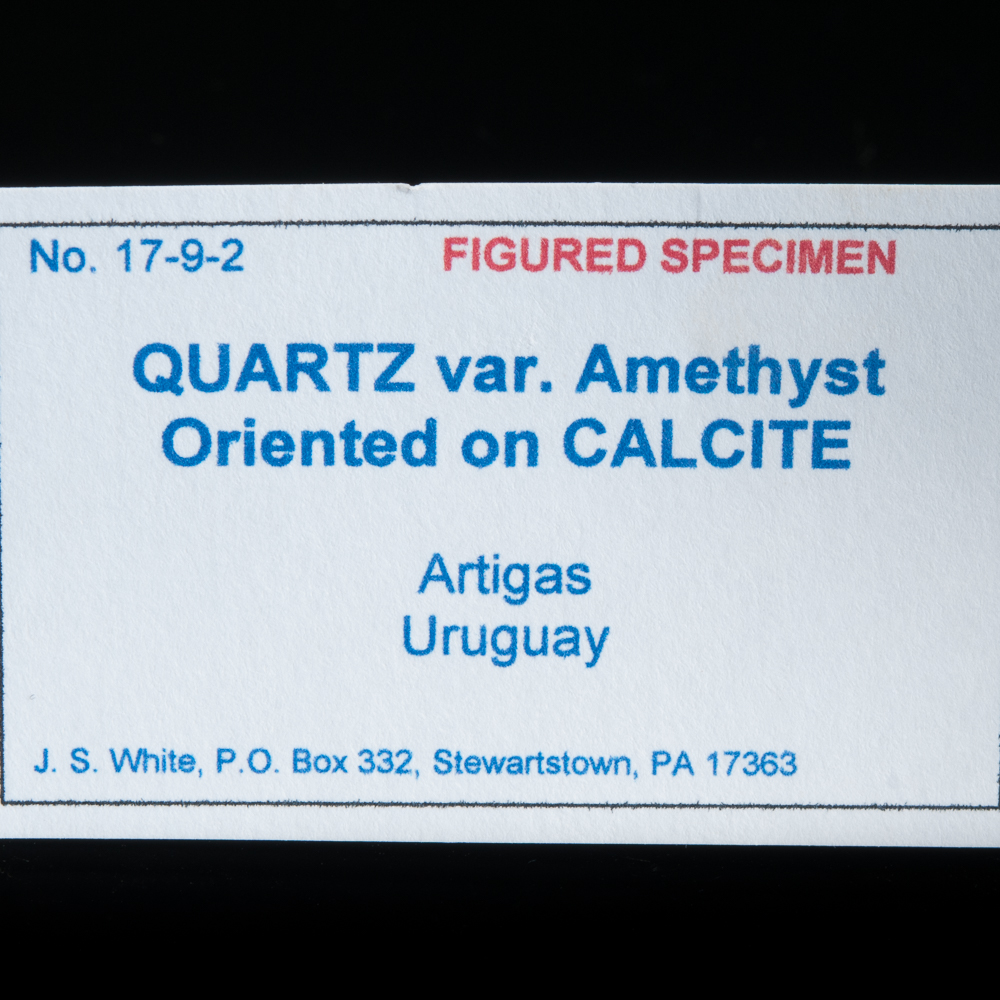 No. 17-9-2 FIGURED SPECIMEN
QUARTZ var. Amethyst
Oriented on CALCITE
Artigas
Uruguay
J. S. White, P.O. Box 332, Stewartstown, PA 17363